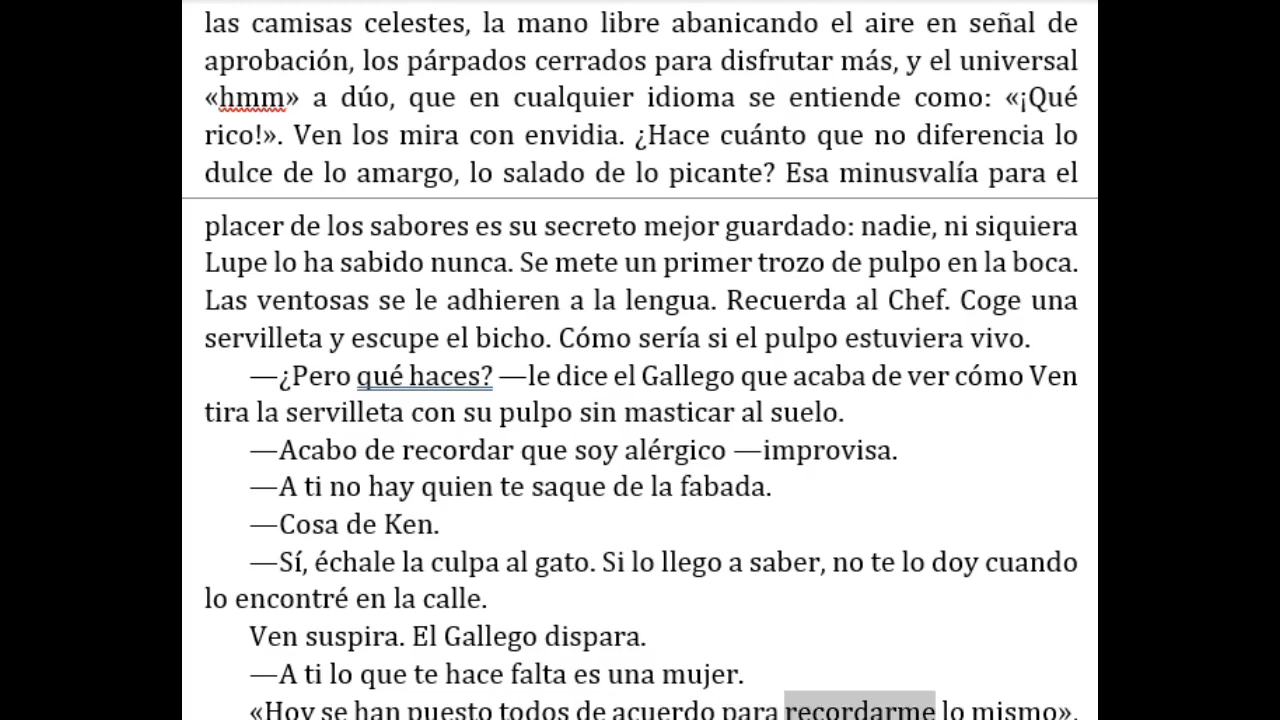 las camisas celestes, la mano libre abanicando el aire en señal de
aprobación, los párpados cerrados para disfrutar más, y el universal
«hmm» a dúo, que en cualquier idioma se entiende como: «¡Qué
rico!». Ven los mira con envidia. ¿Hace cuánto que no diferencia lo
dulce de lo amargo, lo salado de lo picante? Esa minusvalía para el
placer de los sabores es su secreto mejor guardado: nadie, ni siquiera
Lupe lo ha sabido nunca. Se mete un primer trozo de pulpo en la boca.
Las ventosas se le adhieren a la lengua. Recuerda al Chef. Coge una
servilleta y escupe el bicho. Cómo sería si el pulpo estuviera vivo.
—¿Pero qué haces? —le dice el Gallego que acaba de ver cómo Ven
tira la servilleta con su pulpo sin masticar al suelo.
—Acabo de recordar que soy alérgico —improvisa.
—A ti no hay quien te saque de la fabada.
—Cosa de Ken.
—Sí, échale la culpa al gato. Si lo llego a saber, no te lo doy cuando
lo encontré en la calle.
Ven suspira. El Gallego dispara.
—A ti lo que te hace falta es una mujer.
«Hoy se han puesto todos de acuerdo para recordarme lo mismo».